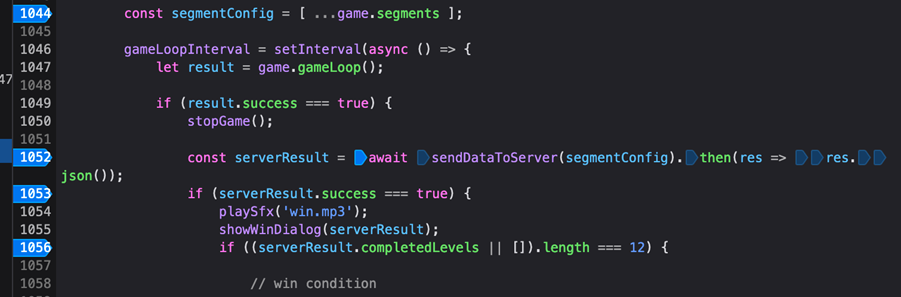 1044 const segmentConfig = [ ...game.segments ];
1045
1046 gameLoopInterval = setInterval(async () => {
1047 let result = game.gameLoop();
47
1048
1049 if (result.success === true) {
1050 stopGame();
1051
1052 const serverResult = await sendDataToServer(segmentConfig).then(res => res.
json());
1053 if (serverResult.success === true) {
1054 playSfx('win.mp3');
1055 showWinDialog(serverResult);
1056 if ((serverResult.completedLevels || []).length === 12) {
1057
1058 // win condition